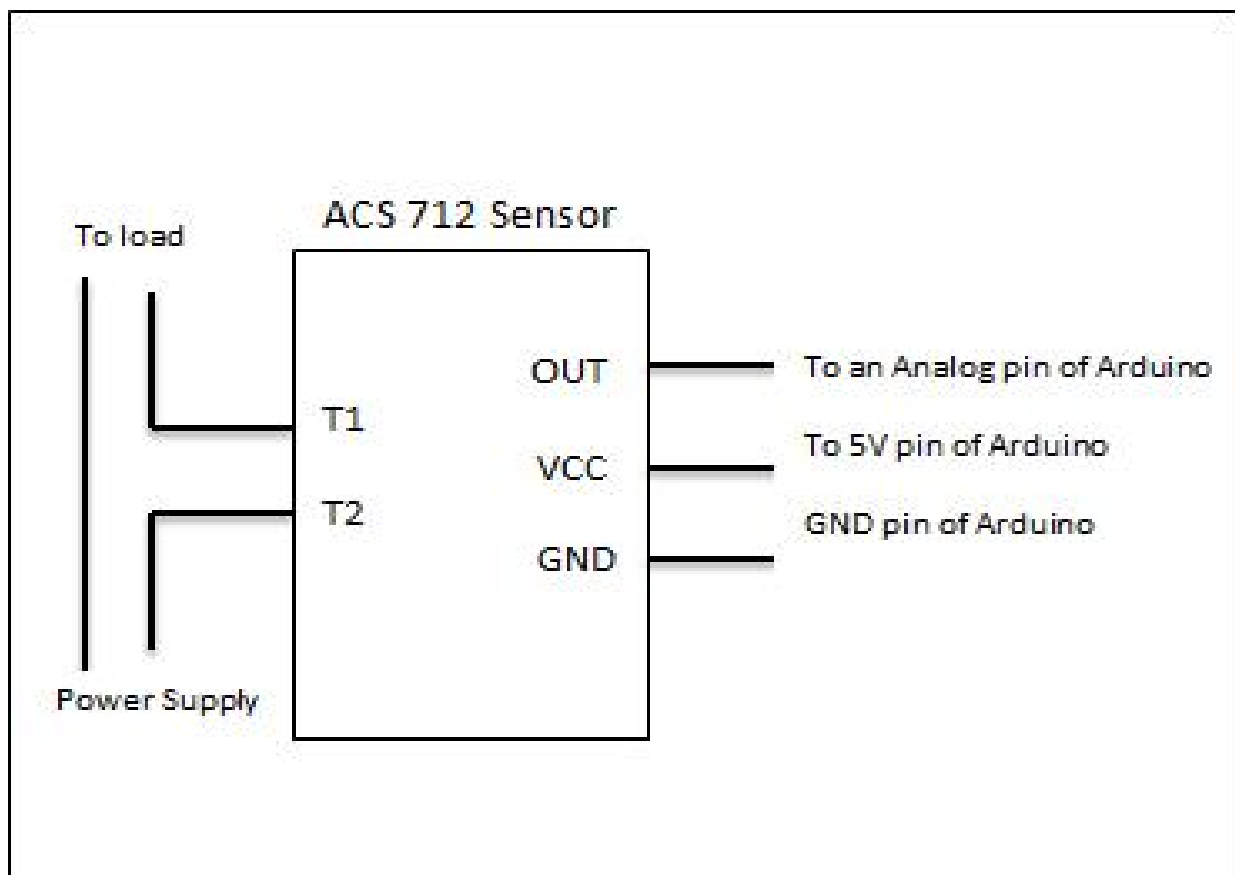 ACS 712 Sensor
To load
OUT
To an Analog pin of Arduino
T1
VCC
To 5V pin of Arduino
T2
GND
GND pin of Arduino
Power Supply